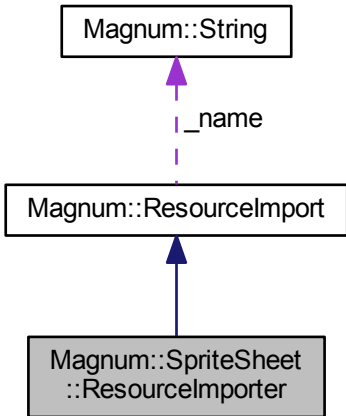 Magnum::String
_name
Magnum::ResourceImport
Magnum::SpriteSheet
::ResourceImporter